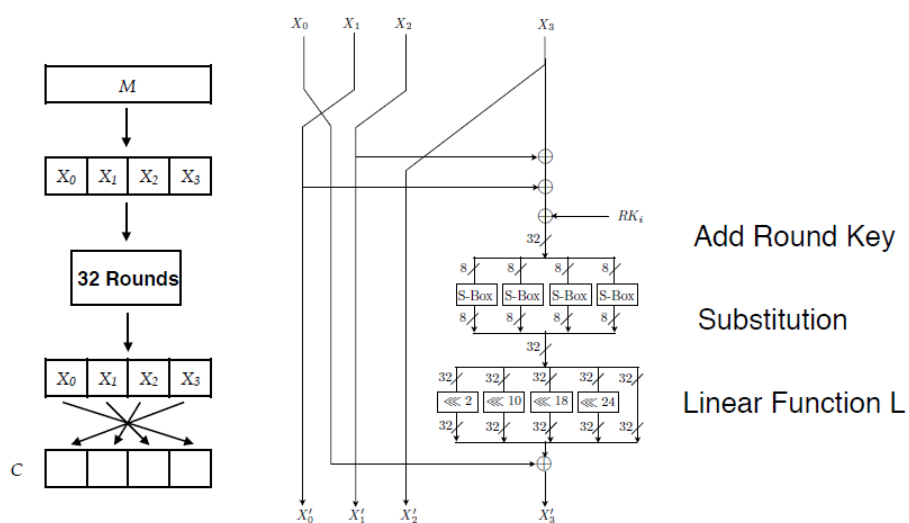 M
X0 X1 X2 X3
32 Rounds
X0 X1 X2 X3
C
X0 X1 X2 X3
RKi
32
8 8 8 8
S-Box S-Box S-Box S-Box
8 8 8 8
32
32 32 32 32 32
⋘ 2 ⋘ 10 ⋘ 18 ⋘ 24
32 32 32 32 32
X′0 X′1 X′2 X′3
Add Round Key
Substitution
Linear Function L